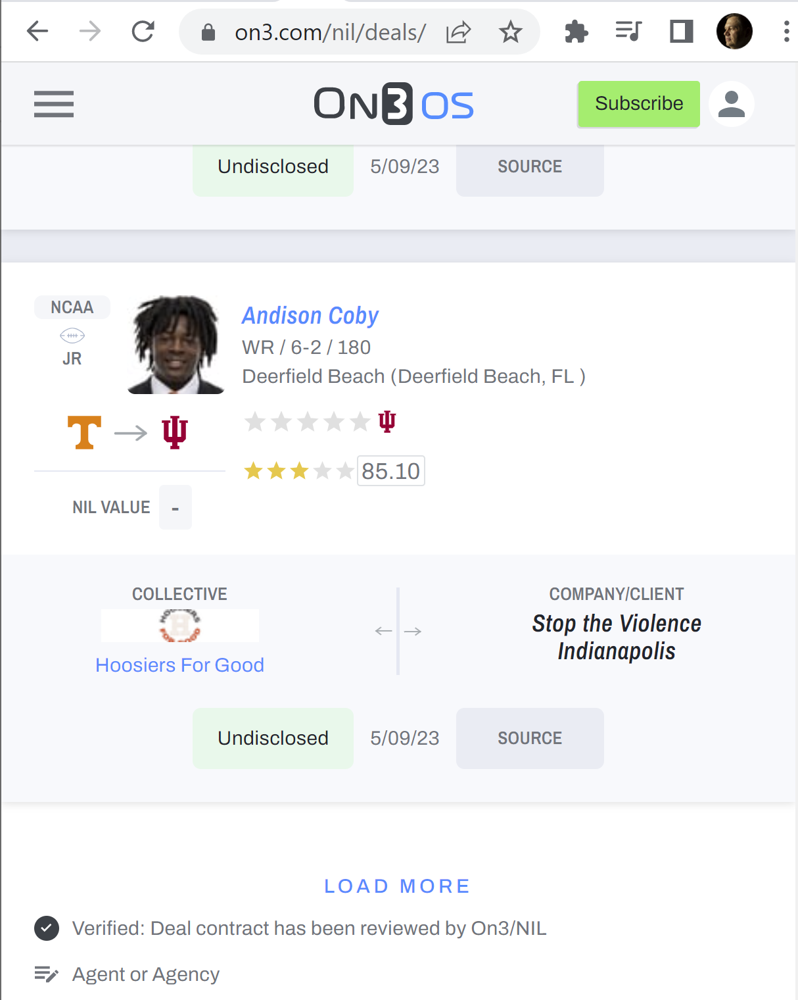 on3.com/nil/deals/
On3 OS
Subscribe
Undisclosed 5/09/23 SOURCE
NCAA
JR
Andison Coby
WR / 6-2 / 180
Deerfield Beach (Deerfield Beach, FL )
85.10
NIL VALUE -
COLLECTIVE
HOOSIERS
H
FOR GOOD
Hoosiers For Good
COMPANY/CLIENT
Stop the Violence
Indianapolis
Undisclosed 5/09/23 SOURCE
LOAD MORE
Verified: Deal contract has been reviewed by On3/NIL
Agent or Agency